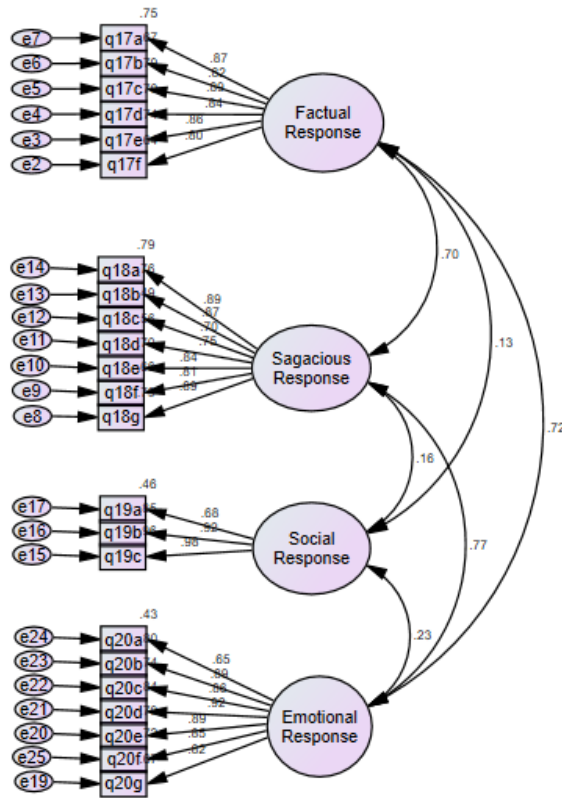 .75
e7 q17a .87
e6 q17b .82
e5 q17c
e4 q17d .84
e3 q17e .86
e2 q17f .80
Factual
Response
.70
.13
.72
.79
e14 q18a .89
e13 q18b .87
e12 q18c .70
e11 q18d .75
e10 q18e .84
e9 q18f .81
e8 q18g .89
Sagacious
Response
.16
.77
.46
e17 q19a .68
e16 q19b .92
e15 q19c .98
Social
Response
.23
.43
e24 q20a .65
e23 q20b .89
e22 q20c
e21 q20d .92
e20 q20e .89
e25 q20f
e19 q20g .82
Emotional
Response